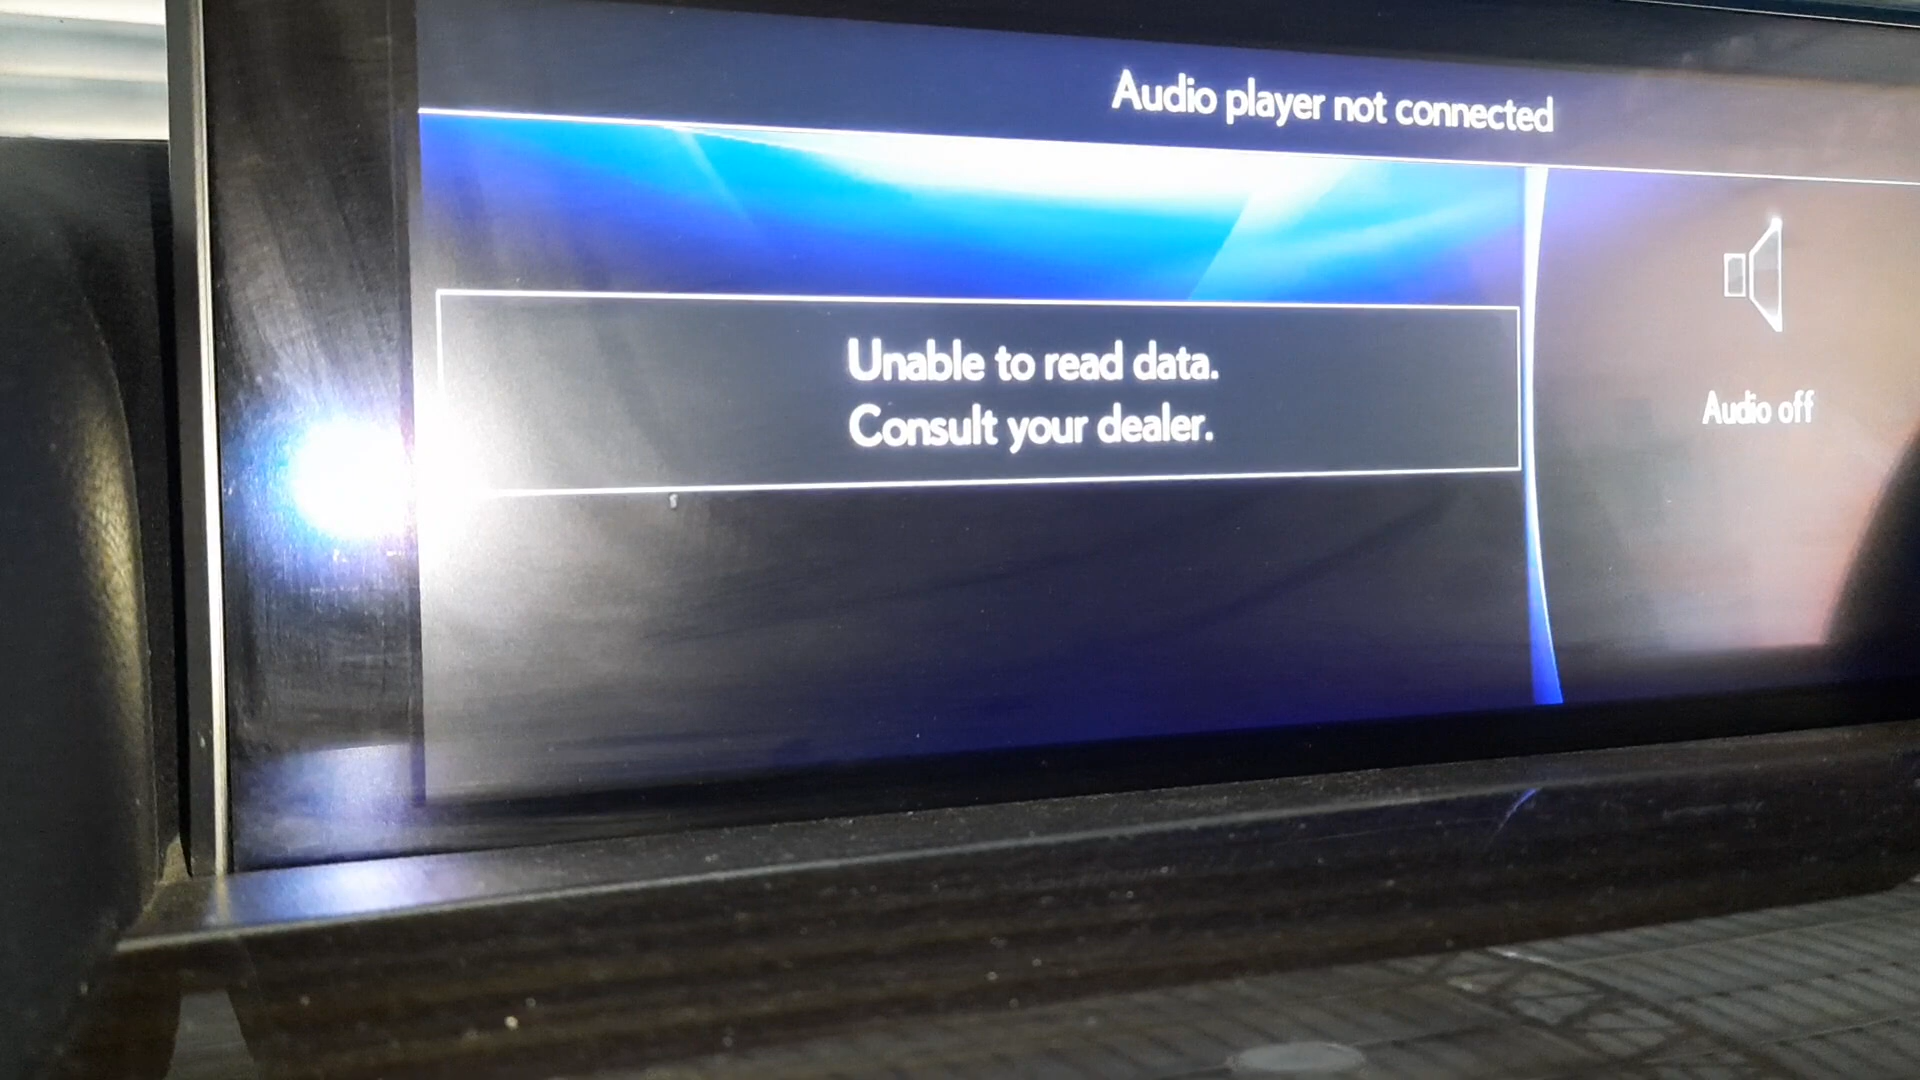 Audio player not connected
Unable to read data.
Consult your dealer.
Audio off